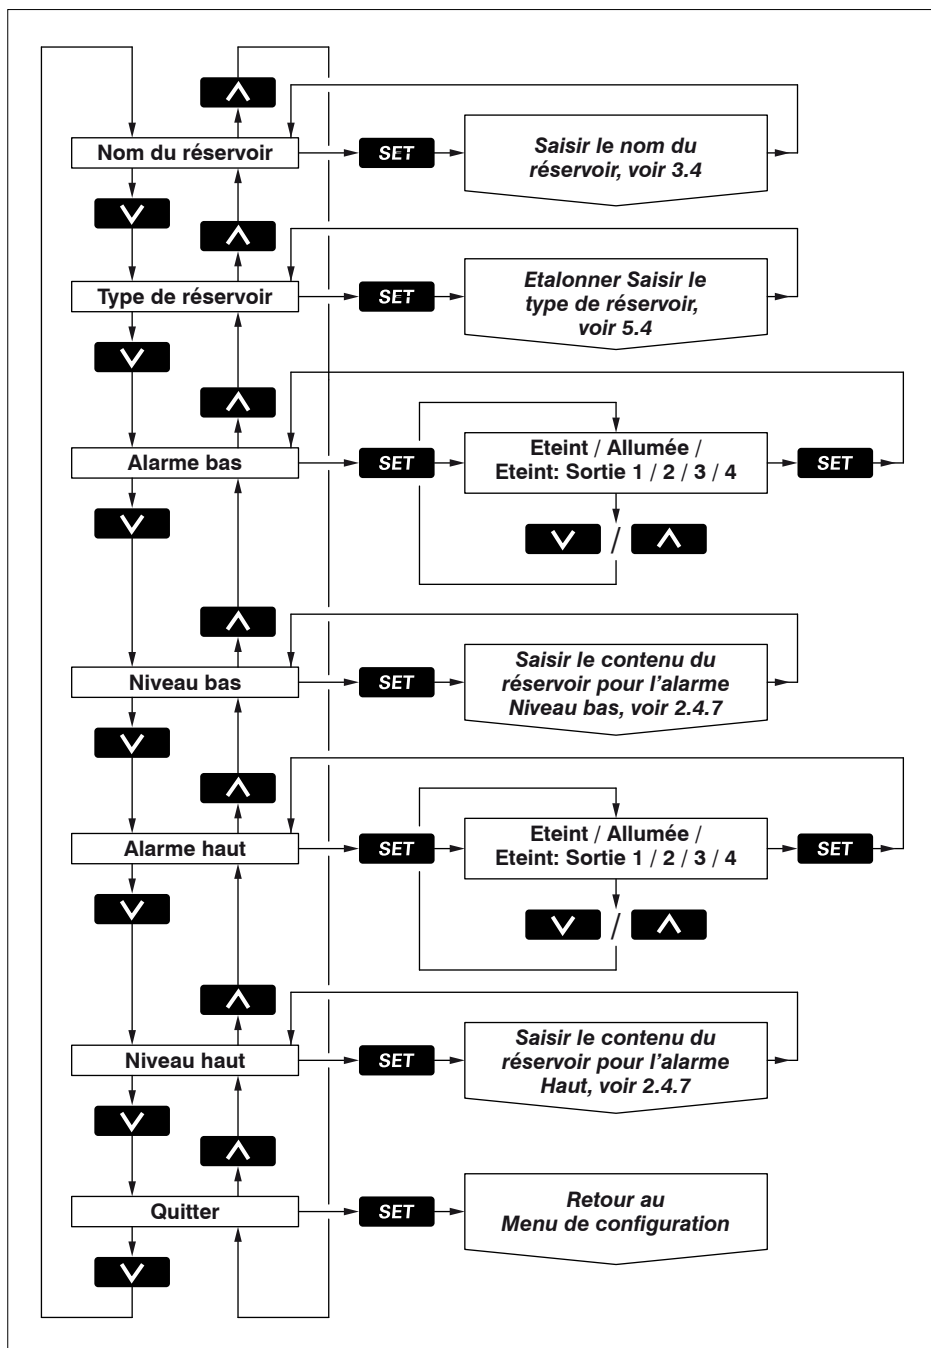 Nom du réservoir
SET
Saisir le nom du
réservoir, voir 3.4
Type de réservoir
SET
Etalonner Saisir le
type de réservoir,
voir 5.4
Alarme bas
SET
Eteint / Allumée /
Eteint: Sortie 1 / 2 / 3 / 4
SET
/
Niveau bas
SET
Saisir le contenu du
réservoir pour l'alarme
Niveau bas, voir 2.4.7
Alarme haut
SET
Eteint / Allumée /
Eteint: Sortie 1 / 2 / 3 / 4
SET
/
Niveau haut
SET
Saisir le contenu du
réservoir pour l'alarme
Haut, voir 2.4.7
Quitter
SET
Retour au
Menu de configuration